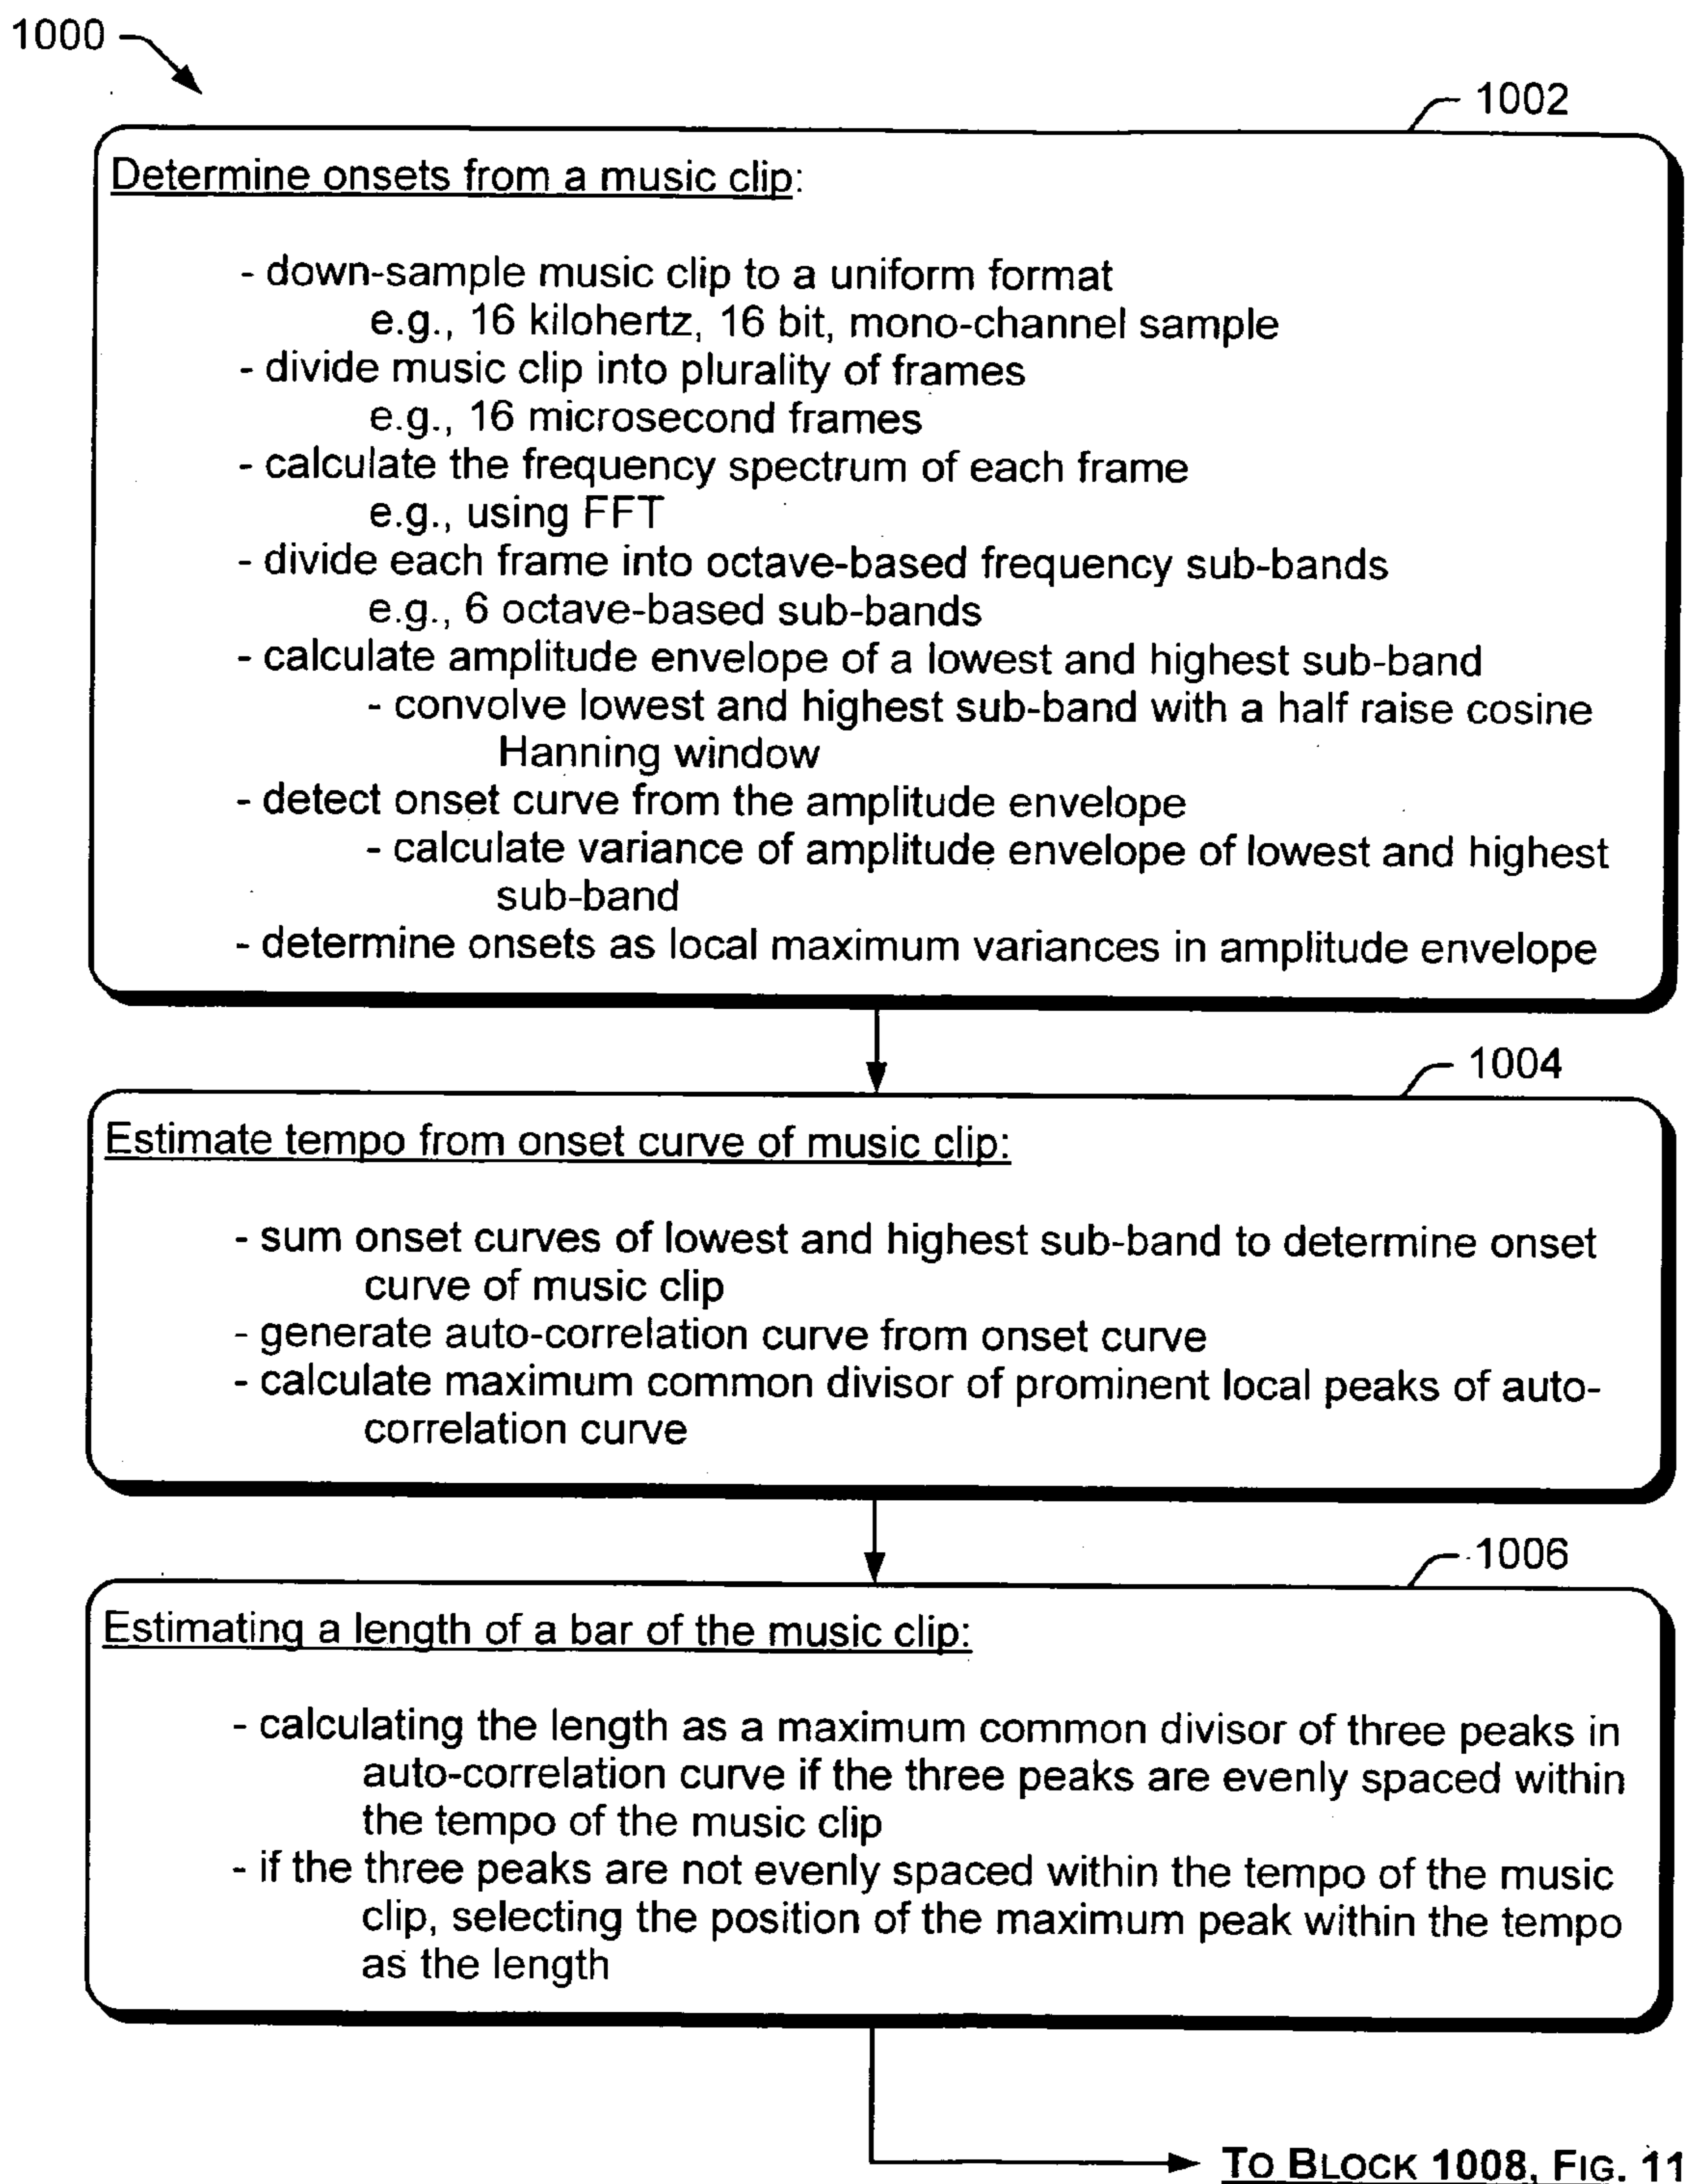 1000
1002
Determine onsets from a music clip:
- down-sample music clip to a uniform format
e.g., 16 kilohertz, 16 bit, mono-channel sample
- divide music clip into plurality of frames
e.g., 16 microsecond frames
- calculate the frequency spectrum of each frame
e.g., using FFT
- divide each frame into octave-based frequency sub-bands
e.g., 6 octave-based sub-bands
- calculate amplitude envelope of a lowest and highest sub-band
- convolve lowest and highest sub-band with a half raise cosine
Hanning window
- detect onset curve from the amplitude envelope
- calculate variance of amplitude envelope of lowest and highest
sub-band
- determine onsets as local maximum variances in amplitude envelope
1004
Estimate tempo from onset curve of music clip:
- sum onset curves of lowest and highest sub-band to determine onset
curve of music clip
- generate auto-correlation curve from onset curve
- calculate maximum common divisor of prominent local peaks of auto-
correlation curve
1006
Estimating a length of a bar of the music clip:
- calculating the length as a maximum common divisor of three peaks in
auto-correlation curve if the three peaks are evenly spaced within
the tempo of the music clip
- if the three peaks are not evenly spaced within the tempo of the music
clip, selecting the position of the maximum peak within the tempo
as the length
TO BLOCK 1008, FIG. 11